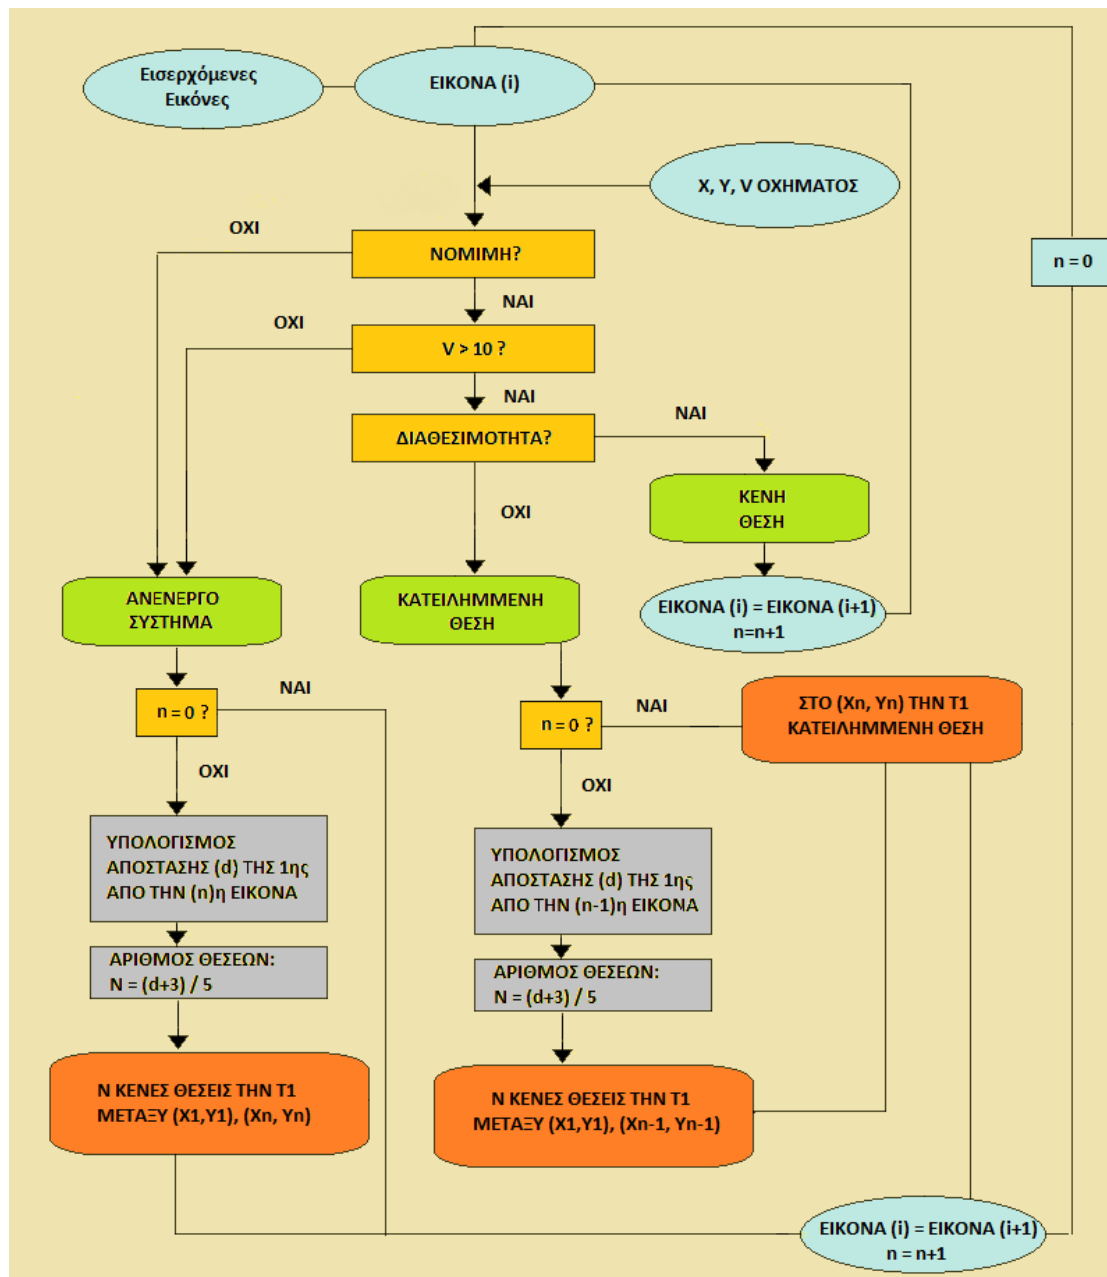 Εισερχόμενες
Εικόνες
ΕΙΚΟΝΑ (i)
X, Y, V ΟΧΗΜΑΤΟΣ
ΟΧΙ
ΝΟΜΙΜΗ?
n = 0
ΝΑΙ
ΟΧΙ
V > 10 ?
ΝΑΙ
ΝΑΙ
ΔΙΑΘΕΣΙΜΟΤΗΤΑ?
ΚΕΝΗ
ΘΕΣΗ
ΟΧΙ
ΑΝΕΝΕΡΓΟ
ΣΥΣΤΗΜΑ
ΚΑΤΕΙΛΗΜΜΕΝΗ
ΘΕΣΗ
ΕΙΚΟΝΑ (i) = ΕΙΚΟΝΑ (i+1)
n=n+1
ΝΑΙ
n = 0 ?
ΝΑΙ
n = 0 ?
ΣΤΟ (Xn, Yn) ΤΗΝ T1
ΚΑΤΕΙΛΗΜΜΕΝΗ ΘΕΣΗ
ΟΧΙ
ΟΧΙ
ΥΠΟΛΟΓΙΣΜΟΣ
ΑΠΟΣΤΑΣΗΣ (d) ΤΗΣ 1ης
ΑΠΟ ΤΗΝ (n)η ΕΙΚΟΝΑ
ΥΠΟΛΟΓΙΣΜΟΣ
ΑΠΟΣΤΑΣΗΣ (d) ΤΗΣ 1ης
ΑΠΟ ΤΗΝ (n-1)η ΕΙΚΟΝΑ
ΑΡΙΘΜΟΣ ΘΕΣΕΩΝ:
N = (d+3) / 5
ΑΡΙΘΜΟΣ ΘΕΣΕΩΝ:
N = (d+3) / 5
N ΚΕΝΕΣ ΘΕΣΕΙΣ ΤΗΝ T1
ΜΕΤΑΞΥ (X1,Y1), (Xn, Yn)
N ΚΕΝΕΣ ΘΕΣΕΙΣ ΤΗΝ T1
ΜΕΤΑΞΥ (X1,Y1), (Xn-1, Yn-1)
ΕΙΚΟΝΑ (i) = ΕΙΚΟΝΑ (i+1)
n = n+1